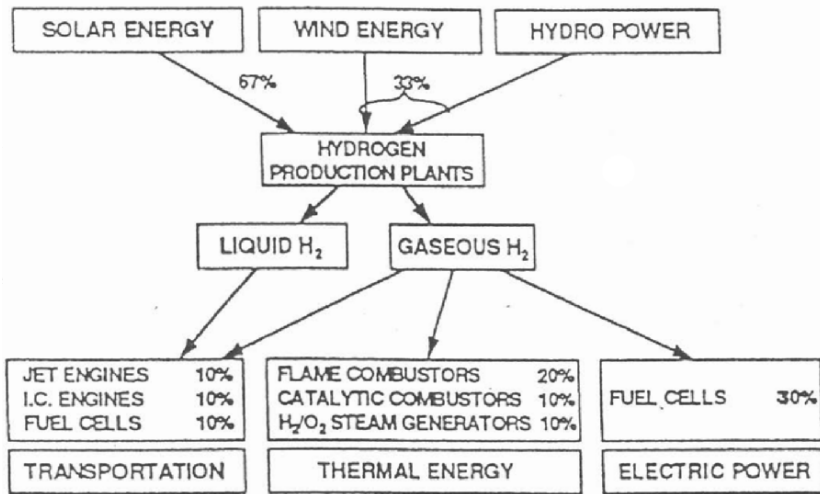 SOLAR ENERGY
WIND ENERGY
HYDRO POWER
67%
33%
HYDROGEN
PRODUCTION PLANTS
LIQUID H₂
GASEOUS H₂
JET ENGINES 10%
I.C. ENGINES 10%
FUEL CELLS 10%
FLAME COMBUSTORS 20%
CATALYTIC COMBUSTORS 10%
H₂/O₂ STEAM GENERATORS 10%
FUEL CELLS 30%
TRANSPORTATION
THERMAL ENERGY
ELECTRIC POWER